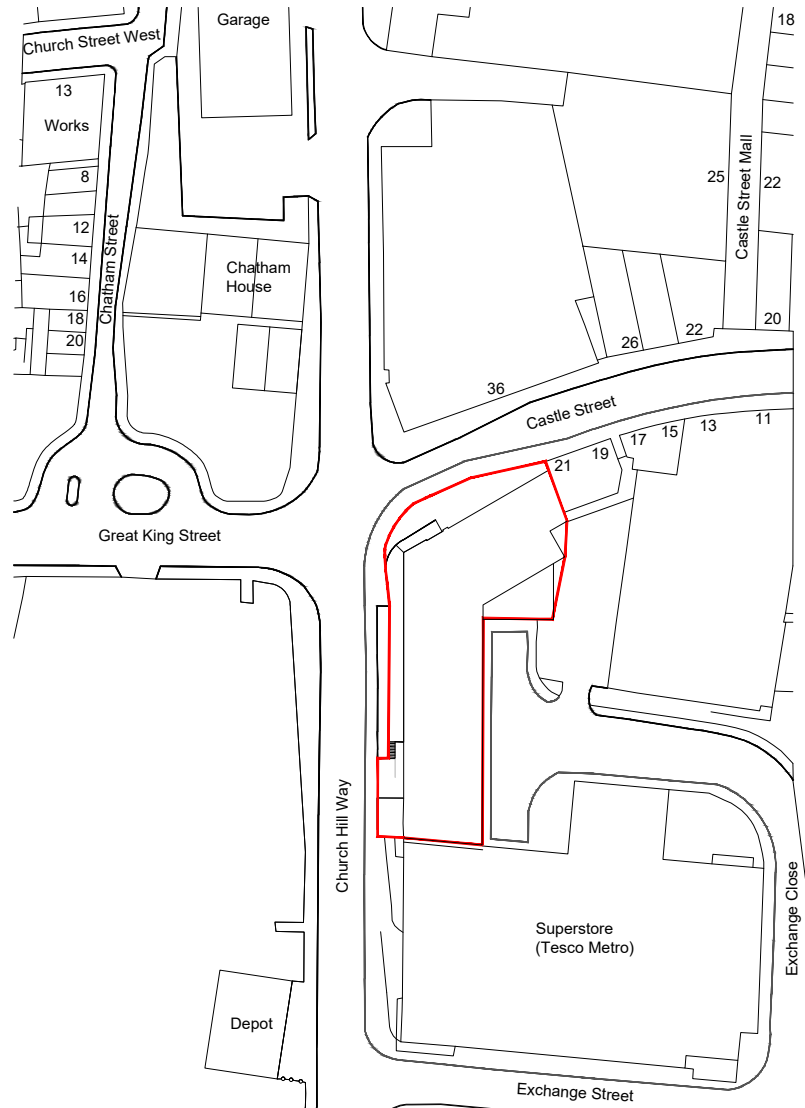 Garage
18
Church Street West
13
Works
8
25
22
Castle Street Mall
12
Chatham Street
14
Chatham
House
16
18
20
26
22
20
36
Castle Street
21
19
17
15
13
11
Great King Street
Church Hill Way
Superstore
(Tesco Metro)
Exchange Close
Depot
Exchange Street